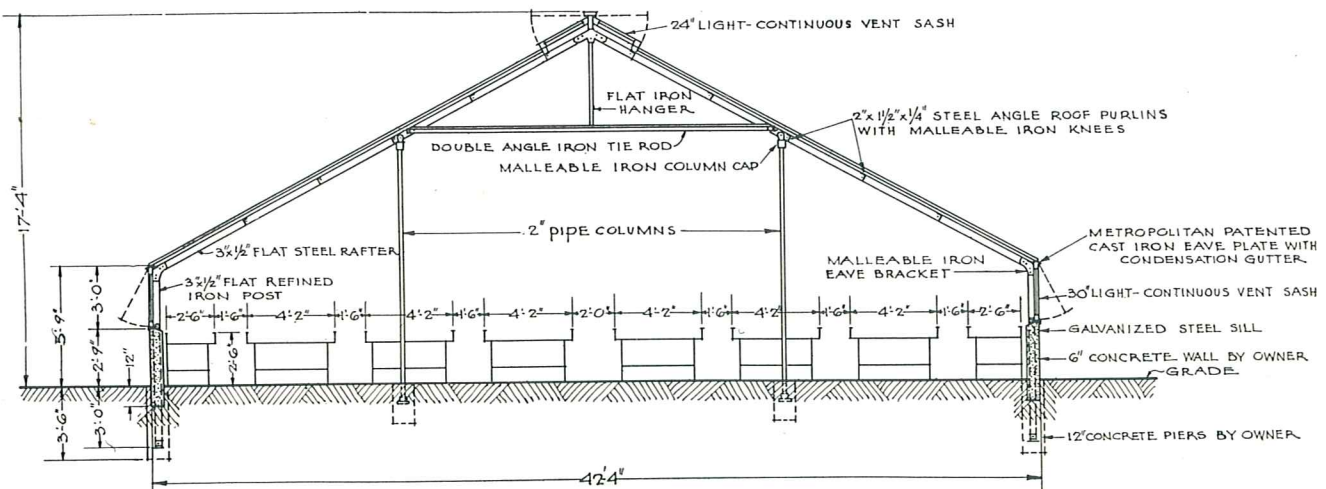 24" LIGHT-CONTINUOUS VENT SASH
FLAT IRON
HANGER
2" x 1 1/2" x 1/4" STEEL ANGLE ROOF PURLINS
WITH MALLEABLE IRON KNEES
DOUBLE ANGLE IRON TIE ROD
MALLEABLE IRON COLUMN CAP
17'-4"
2" PIPE COLUMNS
3"x1/2" FLAT STEEL RAFTER
METROPOLITAN PATENTED
CAST IRON EAVE PLATE WITH
CONDENSATION GUTTER
MALLEABLE IRON
EAVE BRACKET
3"x1/2" FLAT REFINED
IRON POST
30" LIGHT-CONTINUOUS VENT SASH
5'-9"
3'-0"
2'-6" 1'-6" 4'-2" 1'-6" 4'-2" 1'-6" 4'-2" 2'-0" 4'-2" 1'-6" 4'-2" 1'-6" 4'-2" 1'-6" 2'-6"
GALVANIZED STEEL SILL
2'-9"
12"
2'-6"
6" CONCRETE WALL BY OWNER
GRADE
3'-6"
3'-0"
12" CONCRETE PIERS BY OWNER
42'-4"